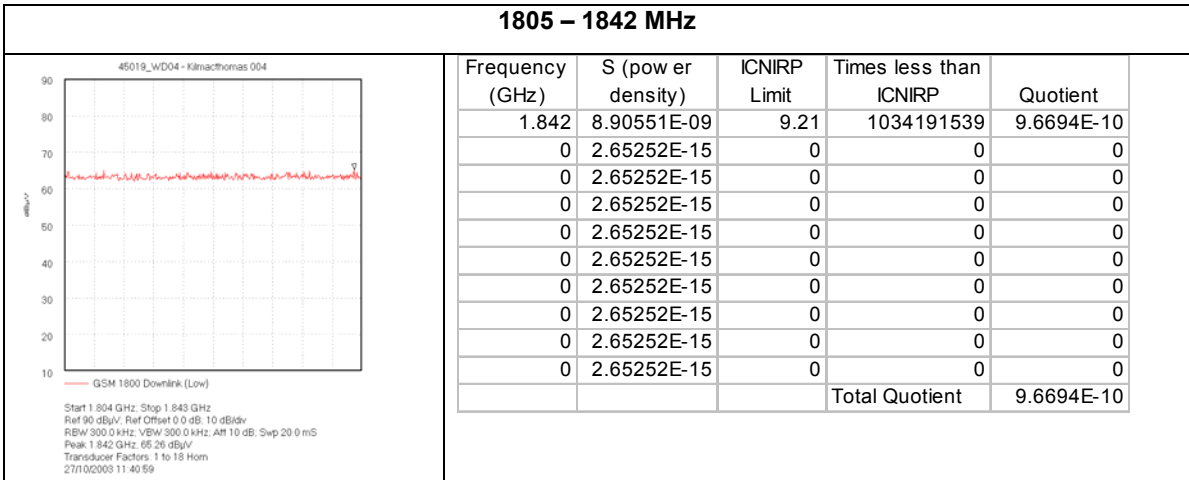 1805 – 1842 MHz
45019_WD04 - Kilmacthomas 004
90
80
70
60
50
40
30
20
10
dBµV
GSM 1800 Downlink (Low)
Start 1.804 GHz; Stop 1.843 GHz
Ref 90 dBµV; Ref Offset 0.0 dB; 10 dB/div
RBW 300.0 kHz; VBW 300.0 kHz; Att 10 dB; Swp 20.0 mS
Peak 1.842 GHz, 65.26 dBµV
Transducer Factors: 1 to 18 Horn
27/10/2003 11:40:59
Frequency (GHz) S (pow er density) ICNIRP Limit Times less than ICNIRP Quotient
1.842 8.90551E-09 9.21 1034191539 9.6694E-10
0 2.65252E-15 0 0 0
0 2.65252E-15 0 0 0
0 2.65252E-15 0 0 0
0 2.65252E-15 0 0 0
0 2.65252E-15 0 0 0
0 2.65252E-15 0 0 0
0 2.65252E-15 0 0 0
0 2.65252E-15 0 0 0
0 2.65252E-15 0 0 0
Total Quotient 9.6694E-10